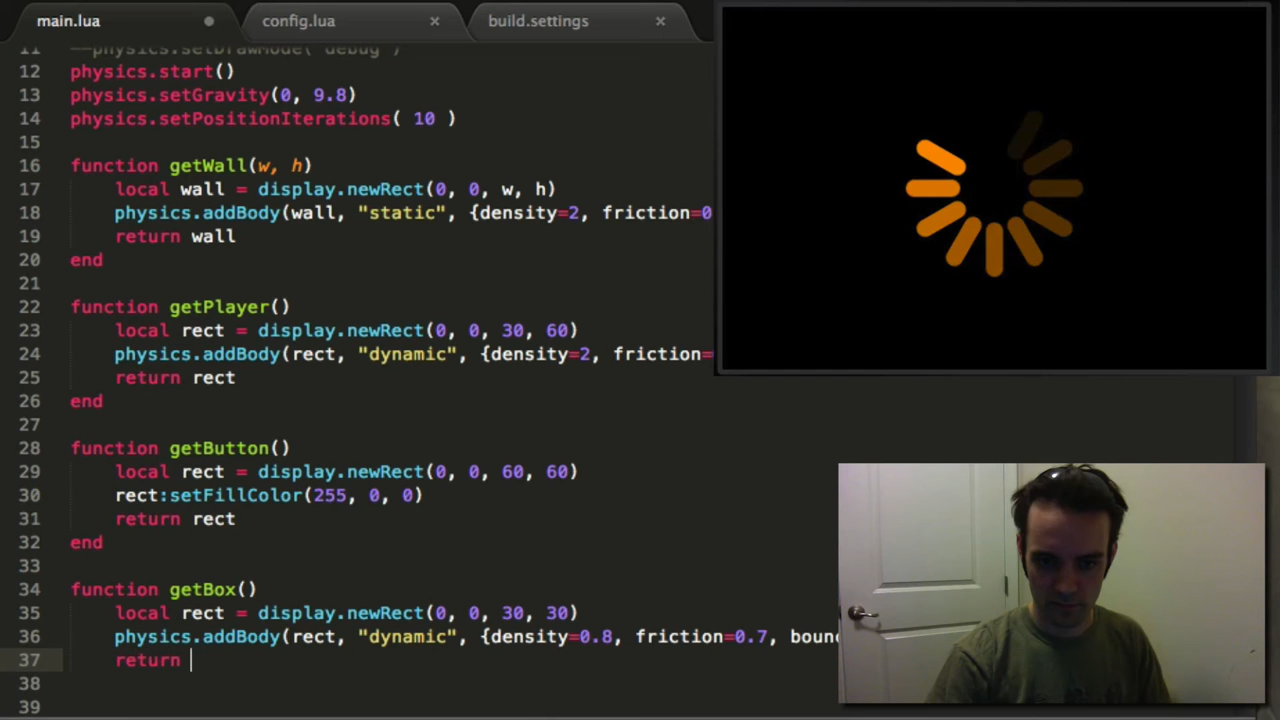 main.lua
config.lua ×
build.settings ×
11 --physics.setDrawMode( "debug" )
12 physics.start()
13 physics.setGravity(0, 9.8)
14 physics.setPositionIterations( 10 )
15
16 function getWall(w, h)
17 local wall = display.newRect(0, 0, w, h)
18 physics.addBody(wall, "static", {density=2, friction=0
19 return wall
20 end
21
22 function getPlayer()
23 local rect = display.newRect(0, 0, 30, 60)
24 physics.addBody(rect, "dynamic", {density=2, friction=
25 return rect
26 end
27
28 function getButton()
29 local rect = display.newRect(0, 0, 60, 60)
30 rect:setFillColor(255, 0, 0)
31 return rect
32 end
33
34 function getBox()
35 local rect = display.newRect(0, 0, 30, 30)
36 physics.addBody(rect, "dynamic", {density=0.8, friction=0.7, boun
37 return
38
39